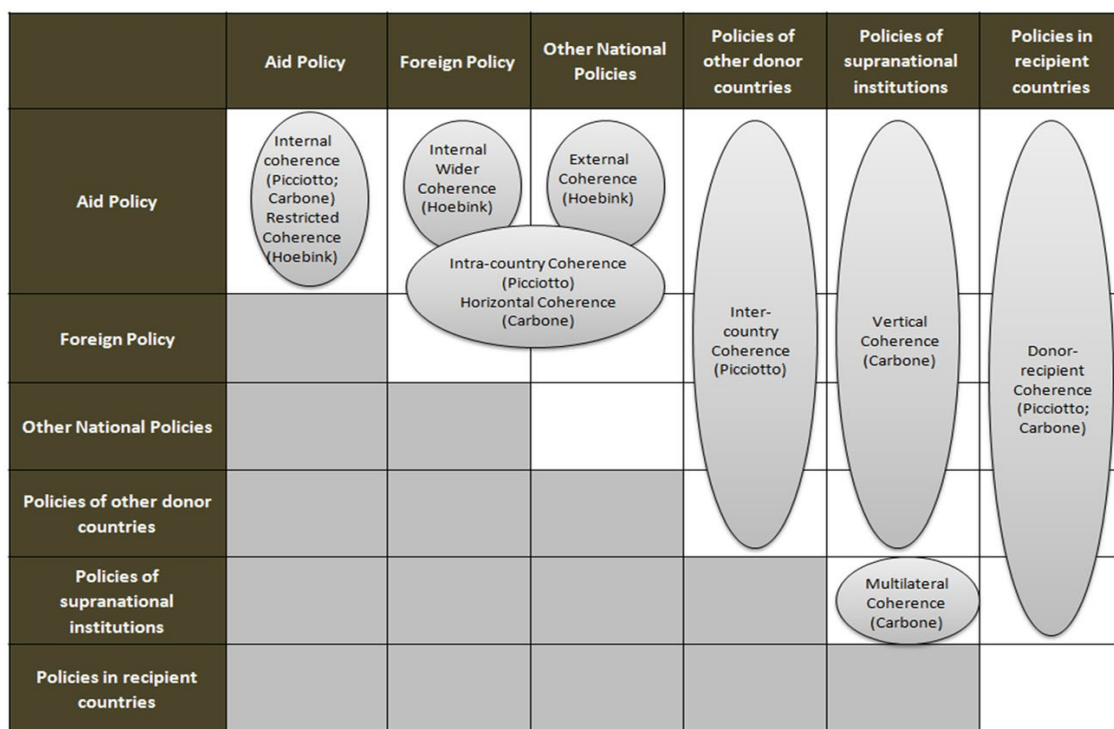 Aid Policy
Foreign Policy
Other National
Policies
Policies of
other donor
countries
Policies of
supranational
institutions
Policies in
recipient
countries
Aid Policy
Internal
coherence
(Picciotto;
Carbone)
Restricted
Coherence
(Hoebink)
Internal
Wider
Coherence
(Hoebink)
External
Coherence
(Hoebink)
Intra-country Coherence
(Picciotto)
Horizontal Coherence
(Carbone)
Inter-
country
Coherence
(Picciotto)
Vertical
Coherence
(Carbone)
Donor-
recipient
Coherence
(Picciotto;
Carbone)
Foreign Policy
Other National Policies
Policies of other donor
countries
Policies of
supranational
institutions
Multilateral
Coherence
(Carbone)
Policies in recipient
countries